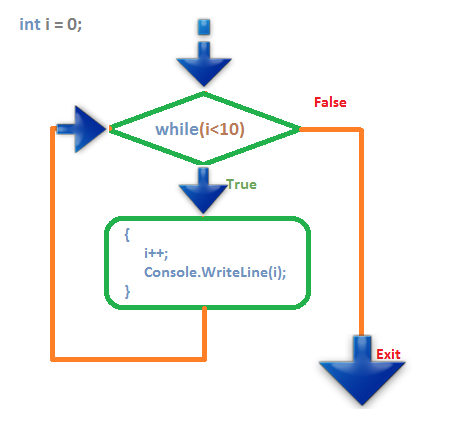 int i = 0;
while(i<10)
False
True
{
i++;
Console.WriteLine(i);
}
Exit